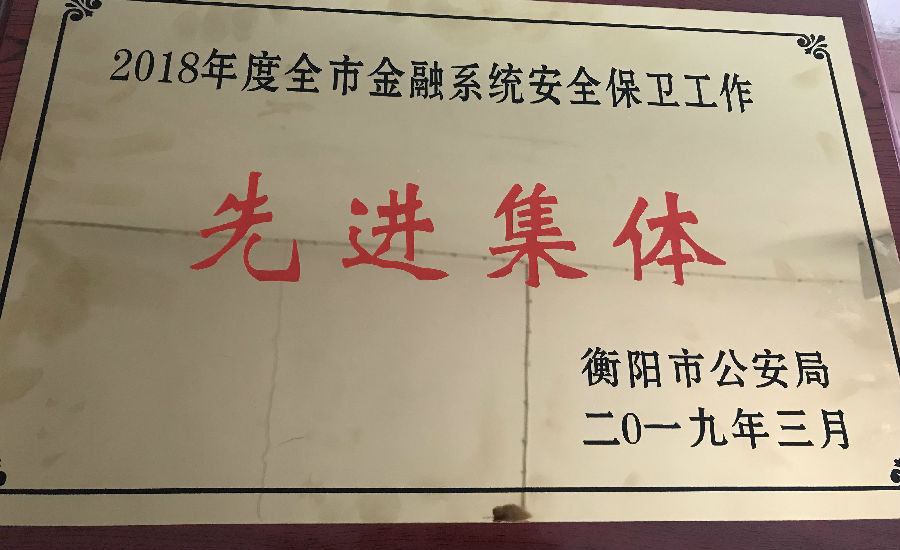 2018年度全市金融系统安全保卫工作
先进集体
衡阳市公安局
二0一九年三月